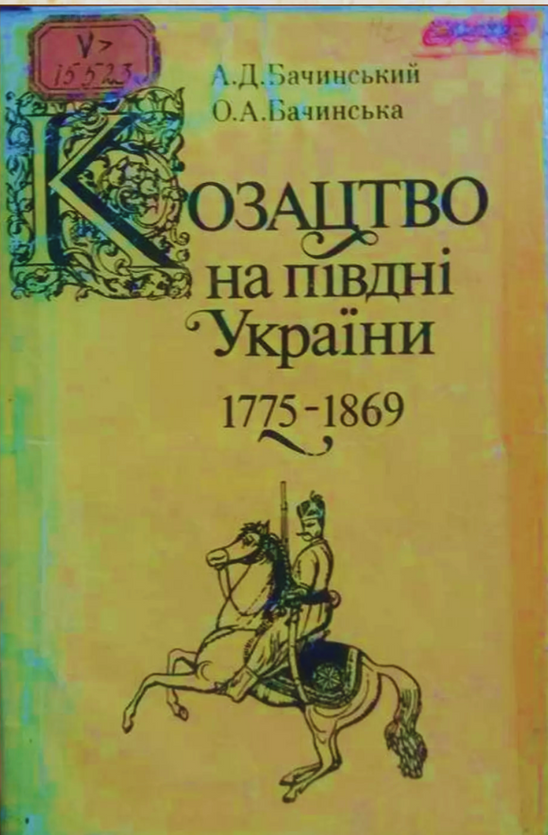 V>
15523
А.Д.Бачинський
О.А.Бачинська
КОЗАЦТВО
на півдні
України
1775-1869